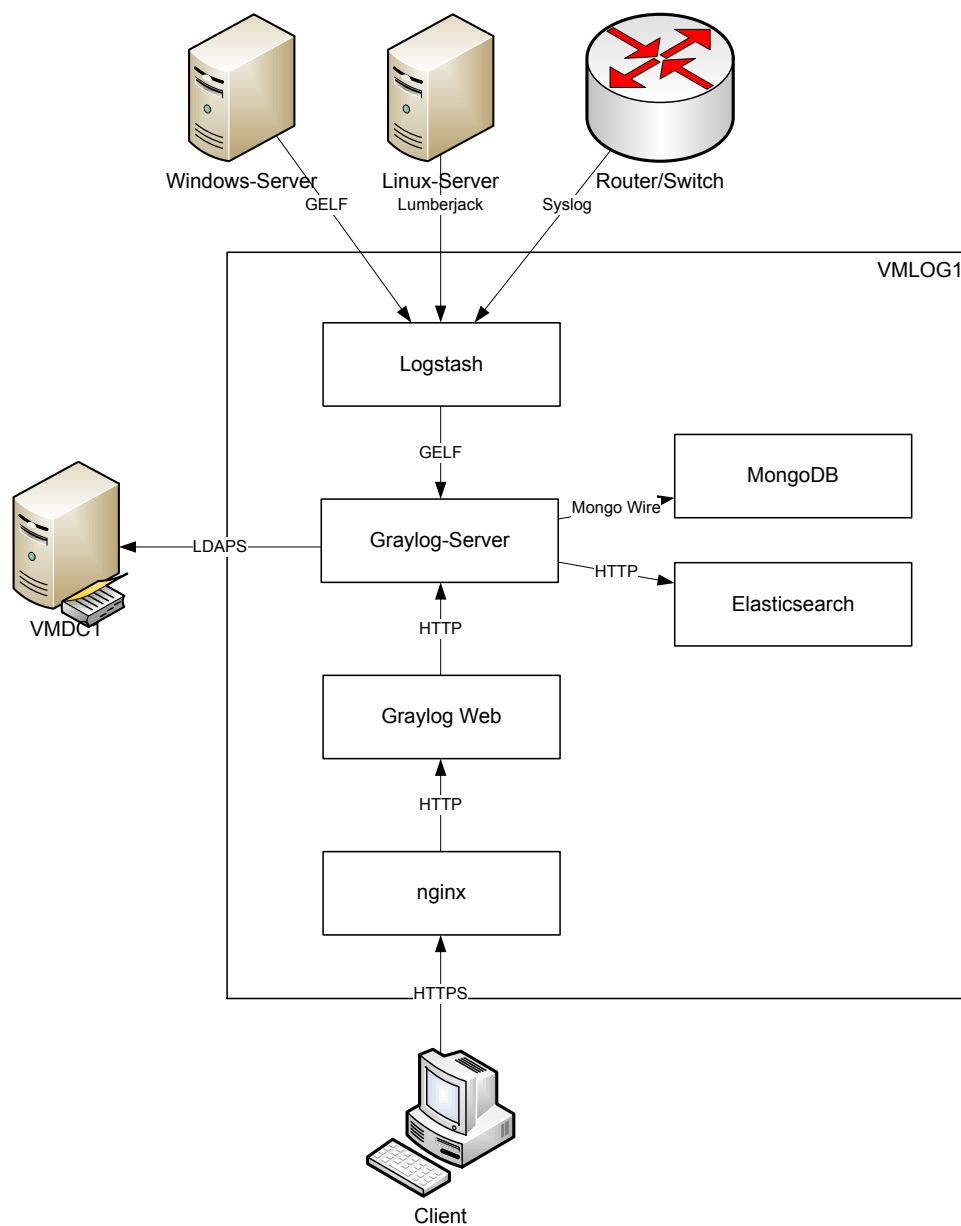 Windows-Server
Linux-Server
Router/Switch
GELF
Lumberjack
Syslog
VMLOG1
Logstash
GELF
MongoDB
Mongo Wire
Graylog-Server
LDAPS
HTTP
Elasticsearch
VMDC1
HTTP
Graylog Web
HTTP
nginx
HTTPS
Client